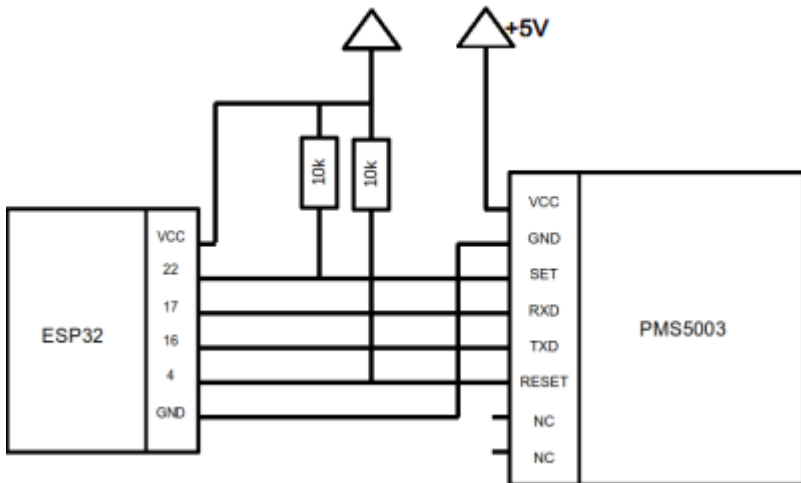 +5V
10k
10k
ESP32
VCC
22
17
16
4
GND
VCC
GND
SET
RXD
TXD
RESET
NC
NC
PMS5003